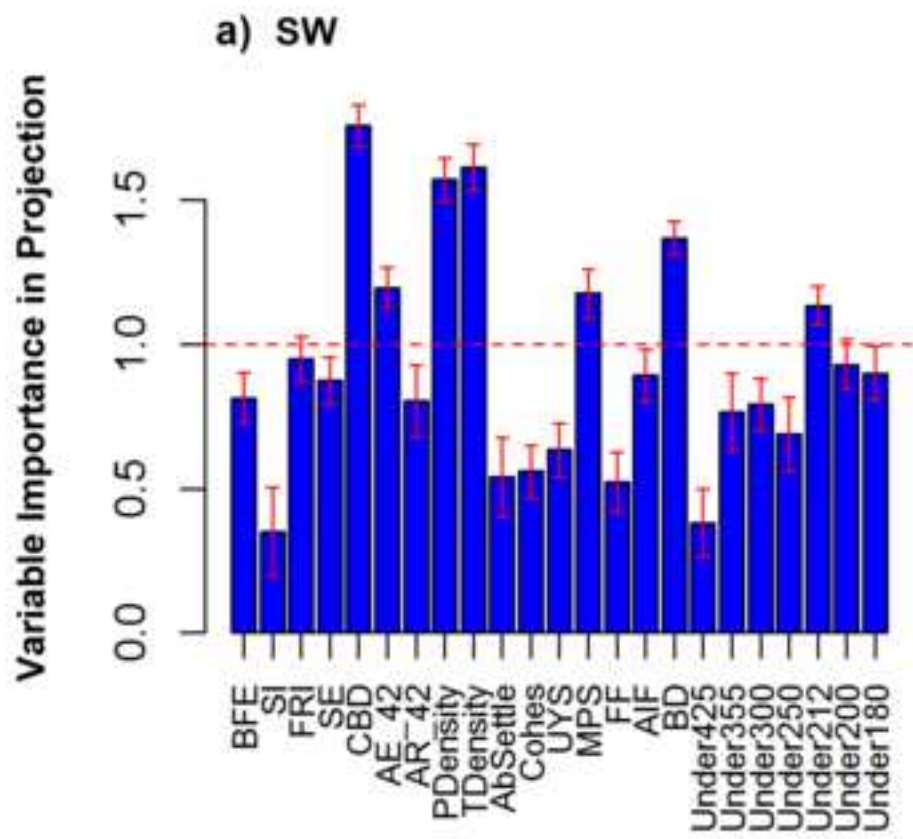 a) SW
Variable Importance in Projection
1.5
1.0
0.5
0.0
BFE
SI
FRI
SE
CBD
AE_42
AR_42
PDensity
TDensity
AbSettle
Cohes
UYS
MPS
FF
AIF
BD
Under425
Under355
Under300
Under250
Under212
Under200
Under180